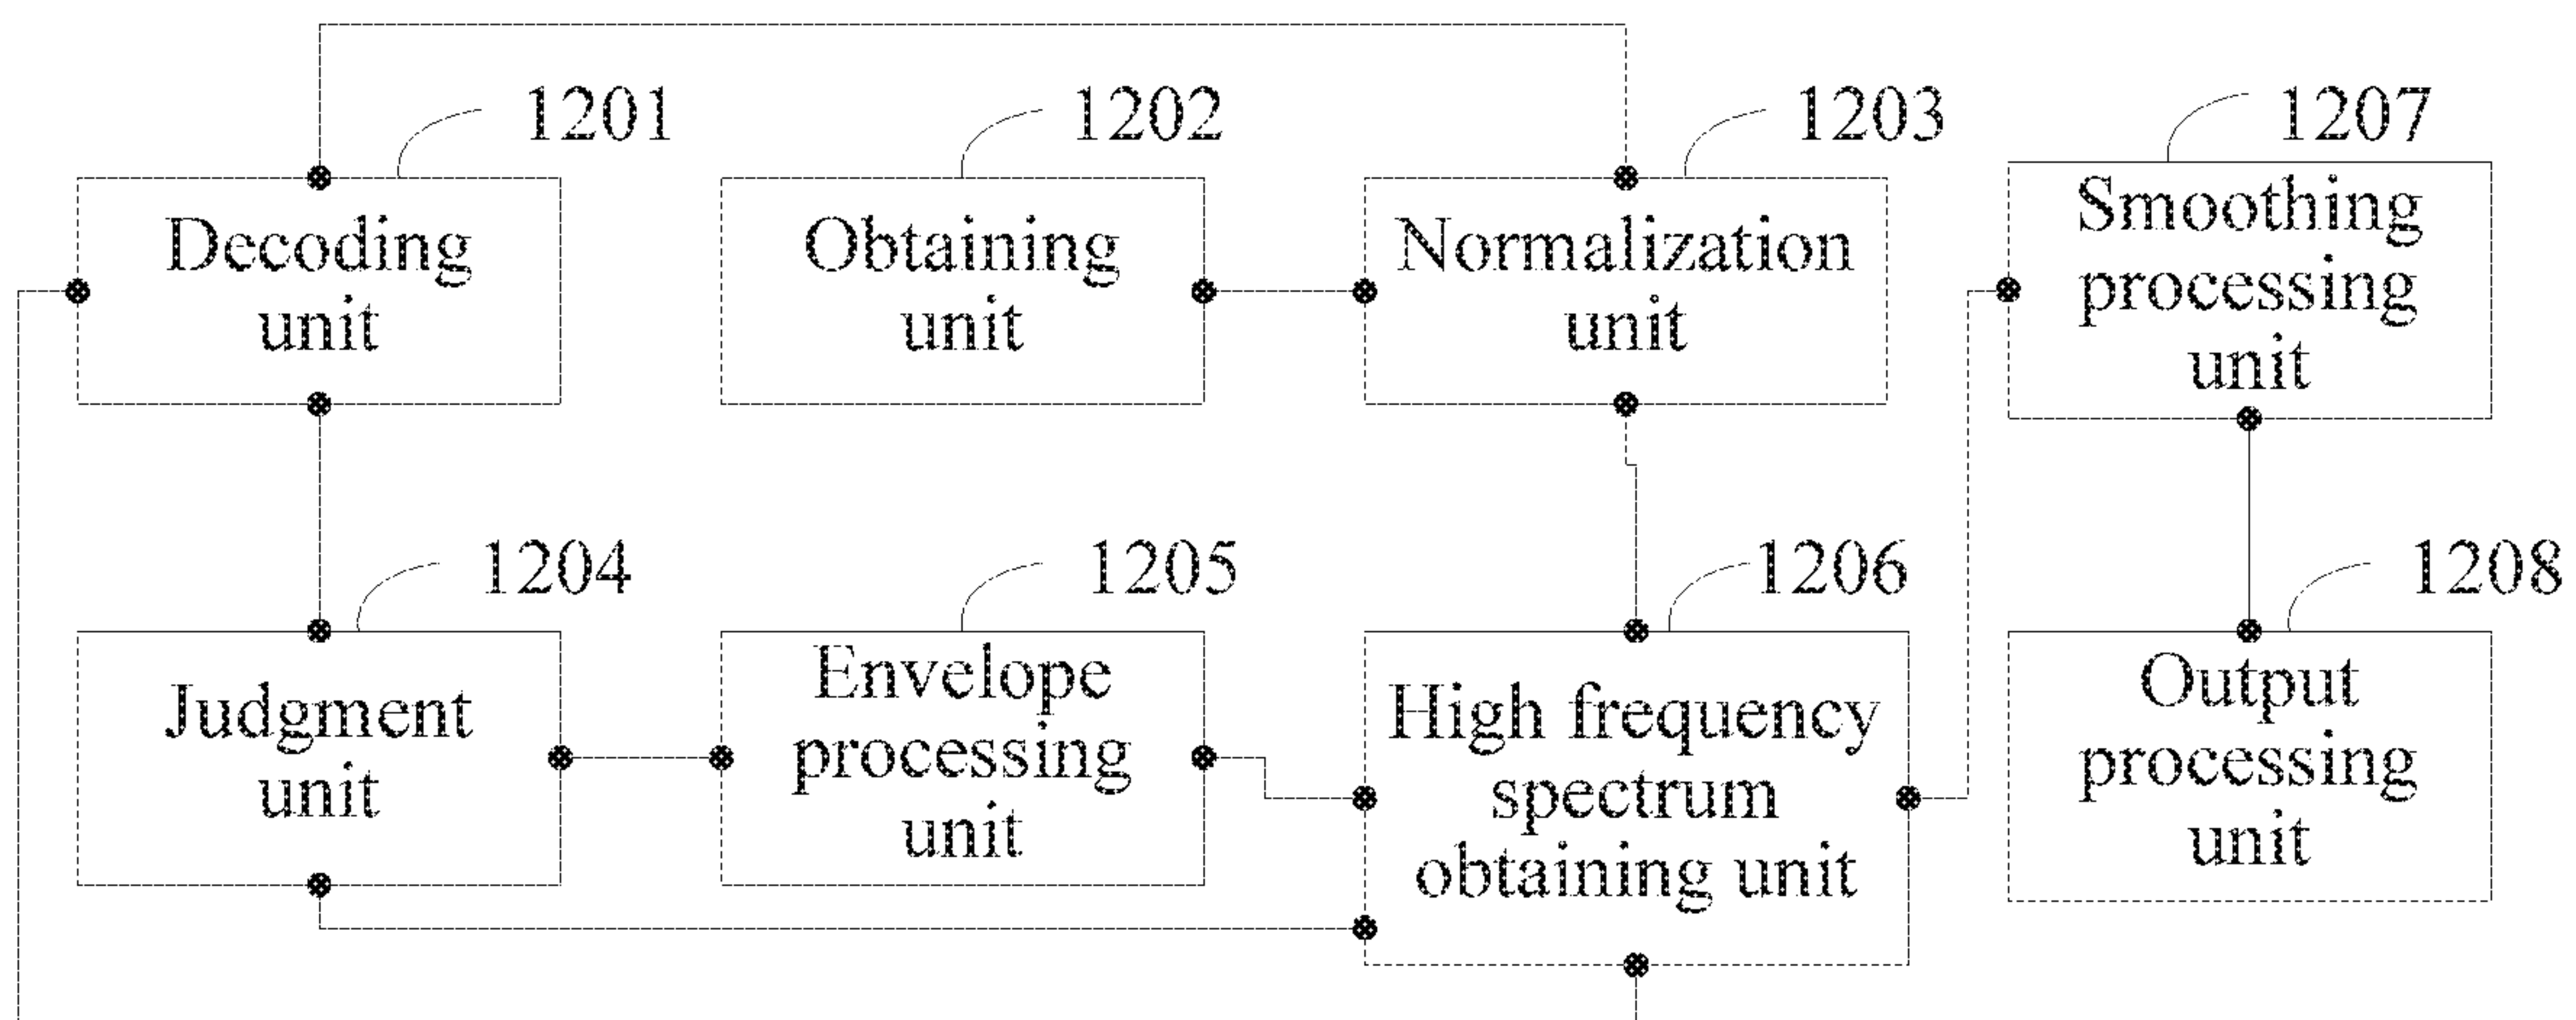 1201
1202
1203
1207
Decoding
unit
Obtaining
unit
Normalization
unit
Smoothing
processing
unit
1204
1205
1206
1208
Judgment
unit
Envelope
processing
unit
High frequency
spectrum
obtaining unit
Output
processing
unit